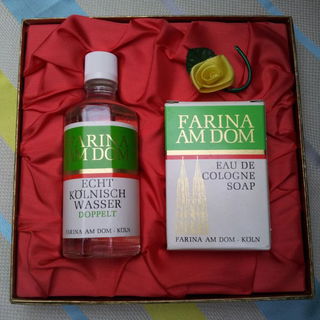 FARINA
AM DOM
ECHT
KÖLNISCH
WASSER
DOPPELT
FARINA AM DOM · KÖLN
FARINA
AM DOM
EAU DE
COLOGNE
SOAP
FARINA AM DOM · KÖLN